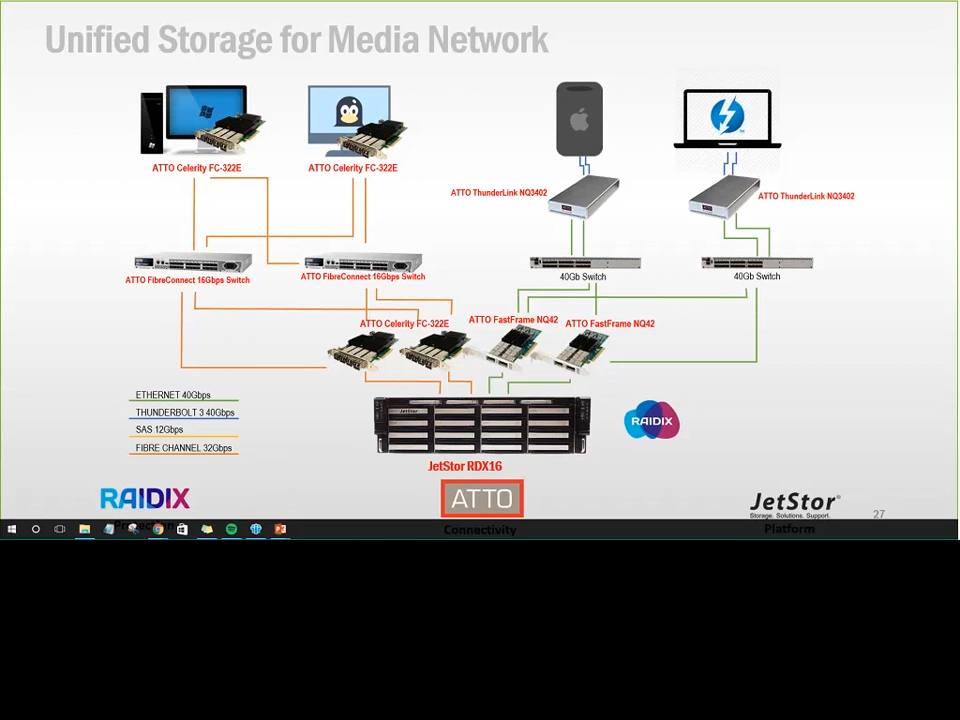 Unified Storage for Media Network
ATTO Celerity FC-322E
ATTO Celerity FC-322E
ATTO ThunderLink NQ3402
ATTO ThunderLink NQ3402
ATTO FibreConnect 16Gbps Switch
ATTO FibreConnect 16Gbps Switch
40Gb Switch
40Gb Switch
ATTO Celerity FC-322E
ATTO FastFrame NQ42
ATTO FastFrame NQ42
ETHERNET 40Gbps
THUNDERBOLT 3 40Gbps
SAS 12Gbps
FIBRE CHANNEL 32Gbps
JetStor
RAIDIX
JetStor RDX16
RAIDIX
ATTO
JetStor®
Storage. Solutions. Support.
27
Connectivity
Platform